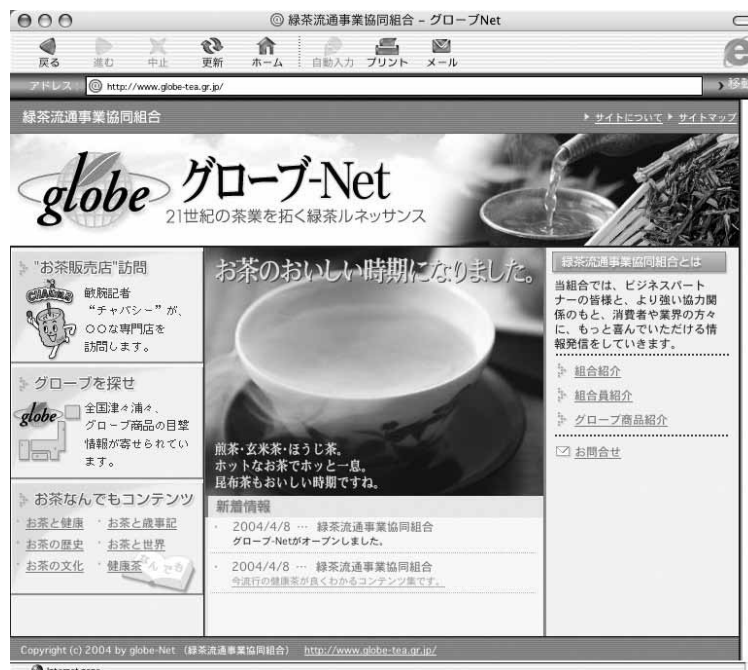 緑茶流通事業協同組合 – グローブNet
戻る 進む 中止 更新 ホーム 自動入力 プリント メール
アドレス： http://www.globe-tea.gr.jp/ 移動
緑茶流通事業協同組合
サイトについて サイトマップ
globe グローブ-Net
21世紀の茶業を拓く緑茶ルネッサンス
"お茶販売店"訪問
敏腕記者
“チャバシー”が、
○○な専門店を
訪問します。
グローブを探せ
globe
全国津々浦々、
グローブ商品の目撃
情報が寄せられてい
ます。
お茶なんでもコンテンツ
お茶と健康 お茶と歳事記
お茶の歴史 お茶と世界
お茶の文化 健康茶
お茶のおいしい時期になりました。
煎茶・玄米茶・ほうじ茶。
ホットなお茶でホッと一息。
昆布茶もおいしい時期ですね。
新着情報
2004/4/8 … 緑茶流通事業協同組合
グローブ-Netがオープンしました。
2004/4/8 … 緑茶流通事業協同組合
今流行の健康茶が良くわかるコンテンツ集です。
緑茶流通事業協同組合とは
当組合では、ビジネスパート
ナーの皆様と、より強い協力関
係のもと、消費者や業界の方々
に、もっと喜んでいただける情
報発信をしていきます。
組合紹介
組合員紹介
グローブ商品紹介
お問合せ
Copyright (c) 2004 by globe-Net （緑茶流通事業協同組合） http://www.globe-tea.gr.jp/